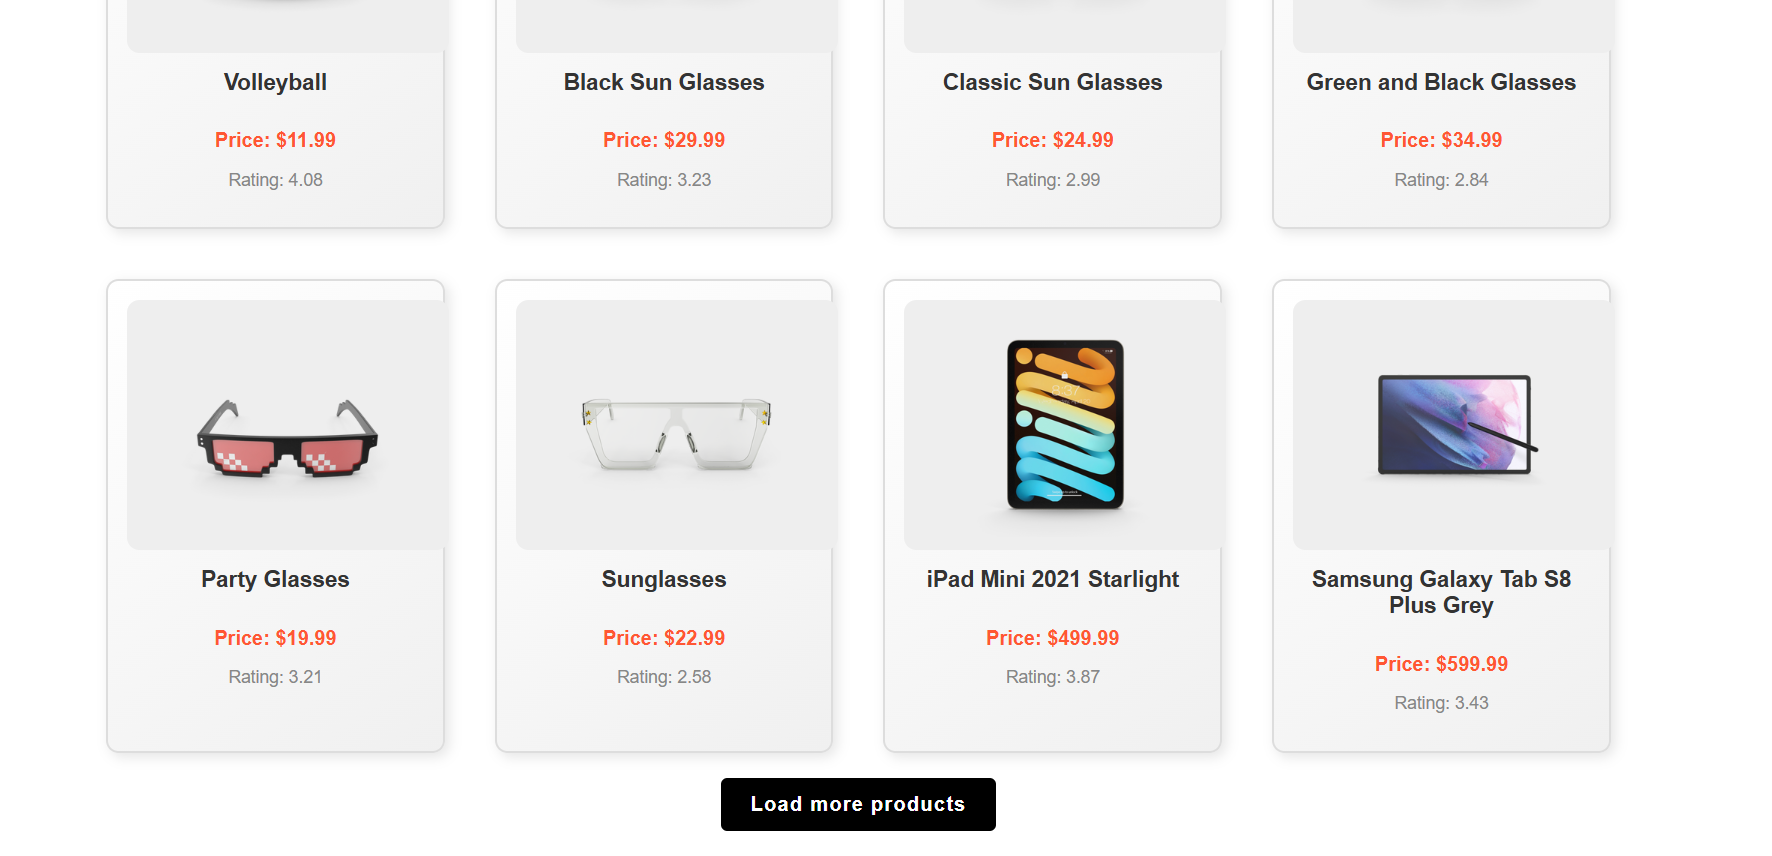 Volleyball
Black Sun Glasses
Classic Sun Glasses
Green and Black Glasses
Price: $11.99
Price: $29.99
Price: $24.99
Price: $34.99
Rating: 4.08
Rating: 3.23
Rating: 2.99
Rating: 2.84
Party Glasses
Sunglasses
iPad Mini 2021 Starlight
Samsung Galaxy Tab S8
Plus Grey
Price: $19.99
Price: $22.99
Price: $499.99
Price: $599.99
Rating: 3.21
Rating: 2.58
Rating: 3.87
Rating: 3.43
Load more products